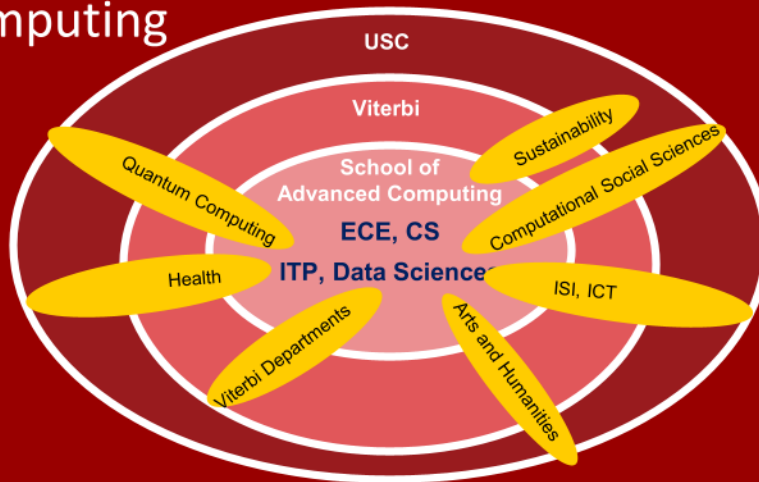 mputing
USC
Viterbi
School of
Advanced Computing
ECE, CS
ITP, Data Sciences
Quantum Computing
Sustainability
Computational Social Sciences
Health
ISI, ICT
Viterbi Departments
Arts and Humanities